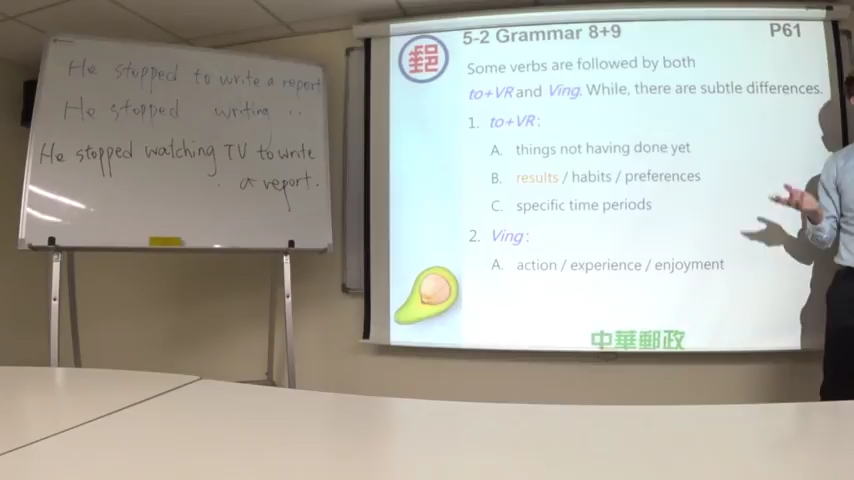 He stopped to write a report
He stopped writing ..
He stopped watching TV to write
a report.
郵
5-2 Grammar 8+9
P61
Some verbs are followed by both
to+VR and Ving. While, there are subtle differences.
1. to+VR:
A. things not having done yet
B. results / habits / preferences
C. specific time periods
2. Ving:
A. action / experience / enjoyment
中華郵政